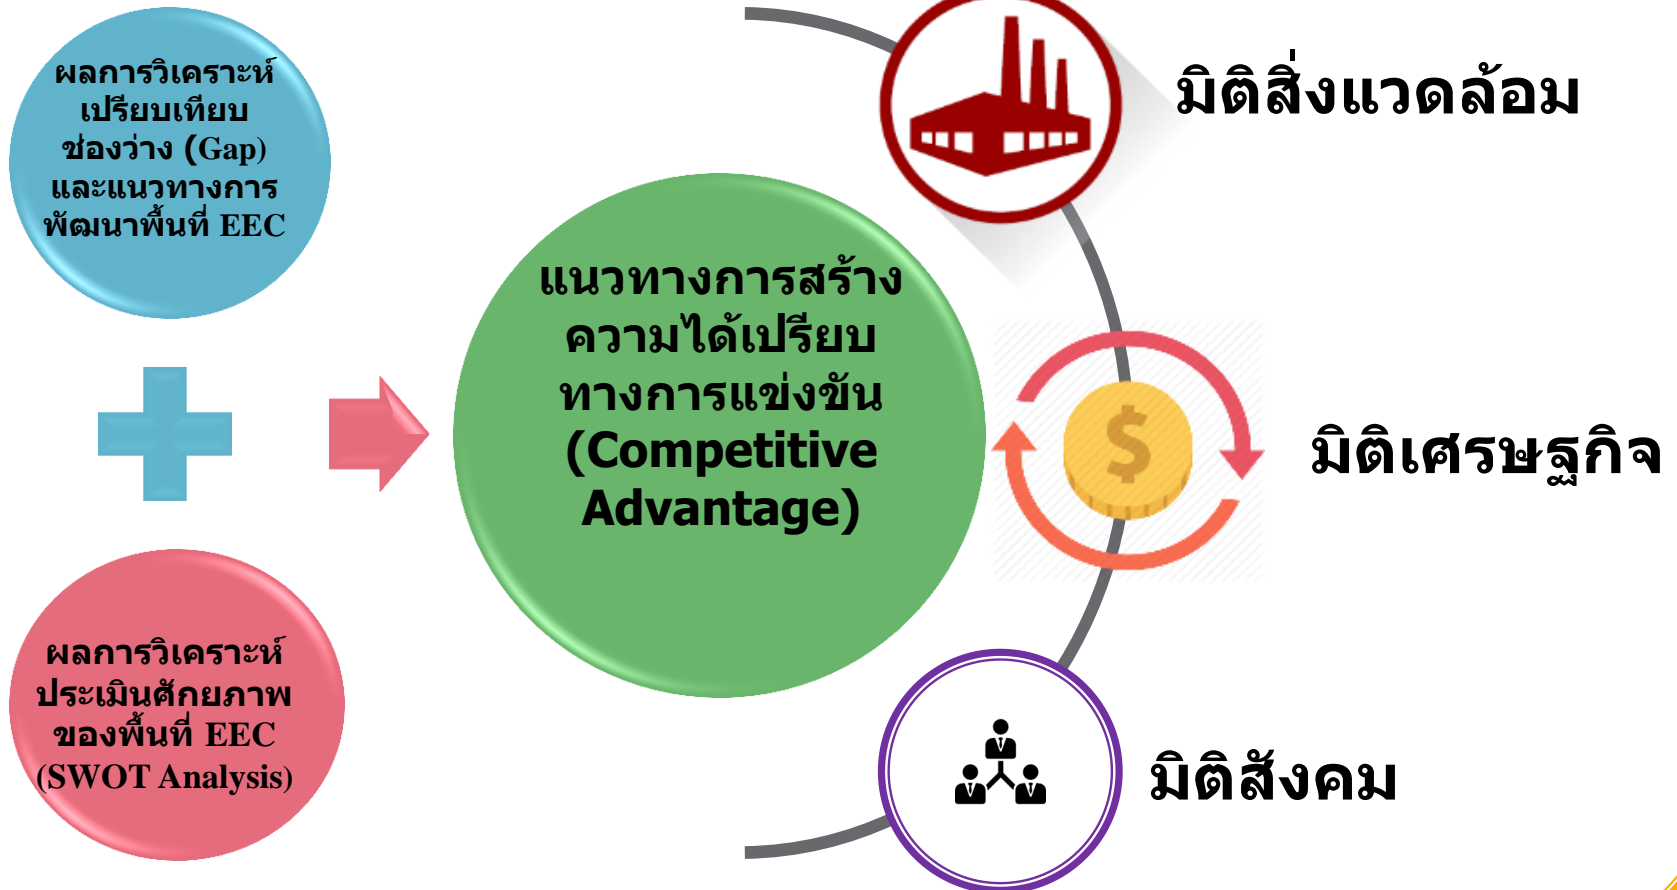 ผลการวิเคราะห์
เปรียบเทียบ
ช่องว่าง (Gap)
และแนวทางการ
พัฒนาพื้นที่ EEC
ผลการวิเคราะห์
ประเมินศักยภาพ
ของพื้นที่ EEC
(SWOT Analysis)
แนวทางการสร้าง
ความได้เปรียบ
ทางการแข่งขัน
(Competitive
Advantage)
มิติสิ่งแวดล้อม
$
มิติเศรษฐกิจ
มิติสังคม